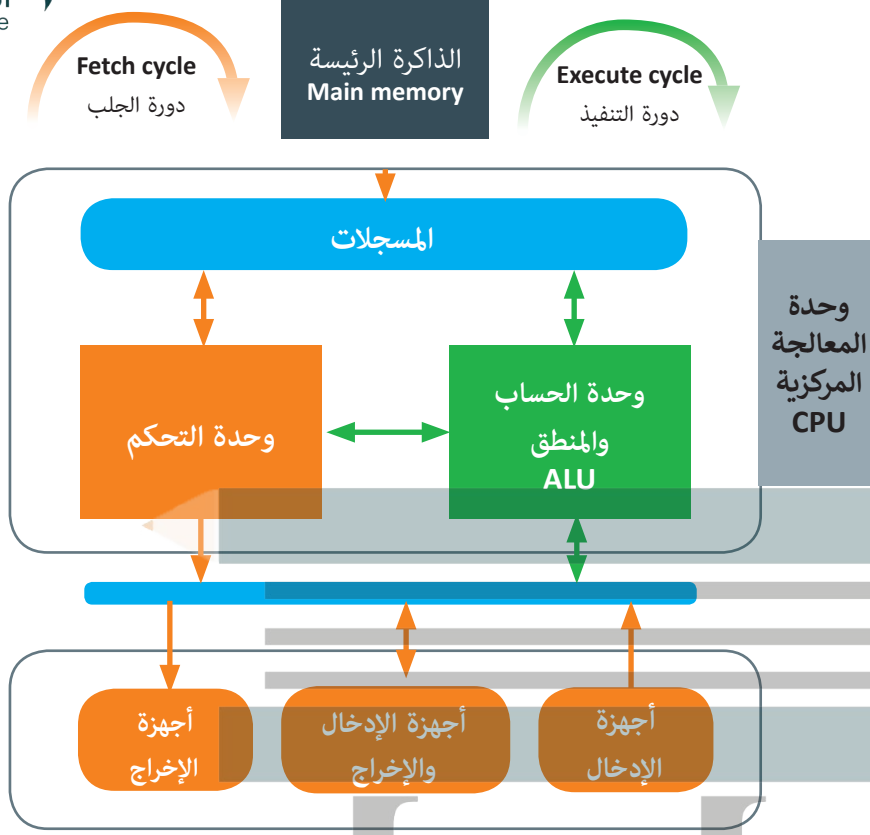 Fetch cycle
دورة الجلب
الذاكرة الرئيسة
Main memory
Execute cycle
دورة التنفيذ
المسجلات
وحدة
المعالجة
المركزية
CPU
وحدة التحكم
وحدة الحساب
والمنطق
ALU
أجهزة
الإخراج
أجهزة الإدخال
والإخراج
أجهزة
الإدخال